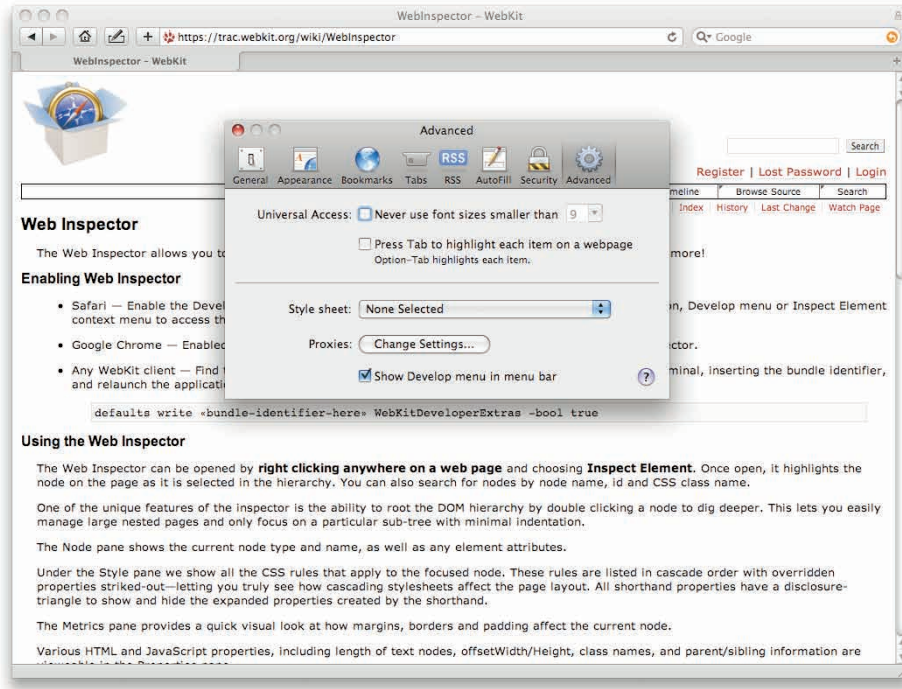 WebInspector – WebKit
https://trac.webkit.org/wiki/WebInspector
Google
WebInspector – WebKit
Advanced
General Appearance Bookmarks Tabs RSS AutoFill Security Advanced
RSS
Search
Register | Lost Password | Login
meline Browse Source Search
Index History Last Change Watch Page
Universal Access: Never use font sizes smaller than 9
Press Tab to highlight each item on a webpage
Option-Tab highlights each item.
Style sheet: None Selected
Proxies: Change Settings...
Show Develop menu in menu bar ?
Web Inspector
The Web Inspector allows you to more!
Enabling Web Inspector
• Safari — Enable the Devel n, Develop menu or Inspect Element
context menu to access th
• Google Chrome — Enabled ctor.
• Any WebKit client — Find minal, inserting the bundle identifier,
and relaunch the applicati
defaults write «bundle-identifier-here» WebKitDeveloperExtras -bool true
Using the Web Inspector
The Web Inspector can be opened by right clicking anywhere on a web page and choosing Inspect Element. Once open, it highlights the
node on the page as it is selected in the hierarchy. You can also search for nodes by node name, id and CSS class name.
One of the unique features of the inspector is the ability to root the DOM hierarchy by double clicking a node to dig deeper. This lets you easily
manage large nested pages and only focus on a particular sub-tree with minimal indentation.
The Node pane shows the current node type and name, as well as any element attributes.
Under the Style pane we show all the CSS rules that apply to the focused node. These rules are listed in cascade order with overridden
properties striked-out—letting you truly see how cascading stylesheets affect the page layout. All shorthand properties have a disclosure-
triangle to show and hide the expanded properties created by the shorthand.
The Metrics pane provides a quick visual look at how margins, borders and padding affect the current node.
Various HTML and JavaScript properties, including length of text nodes, offsetWidth/Height, class names, and parent/sibling information are